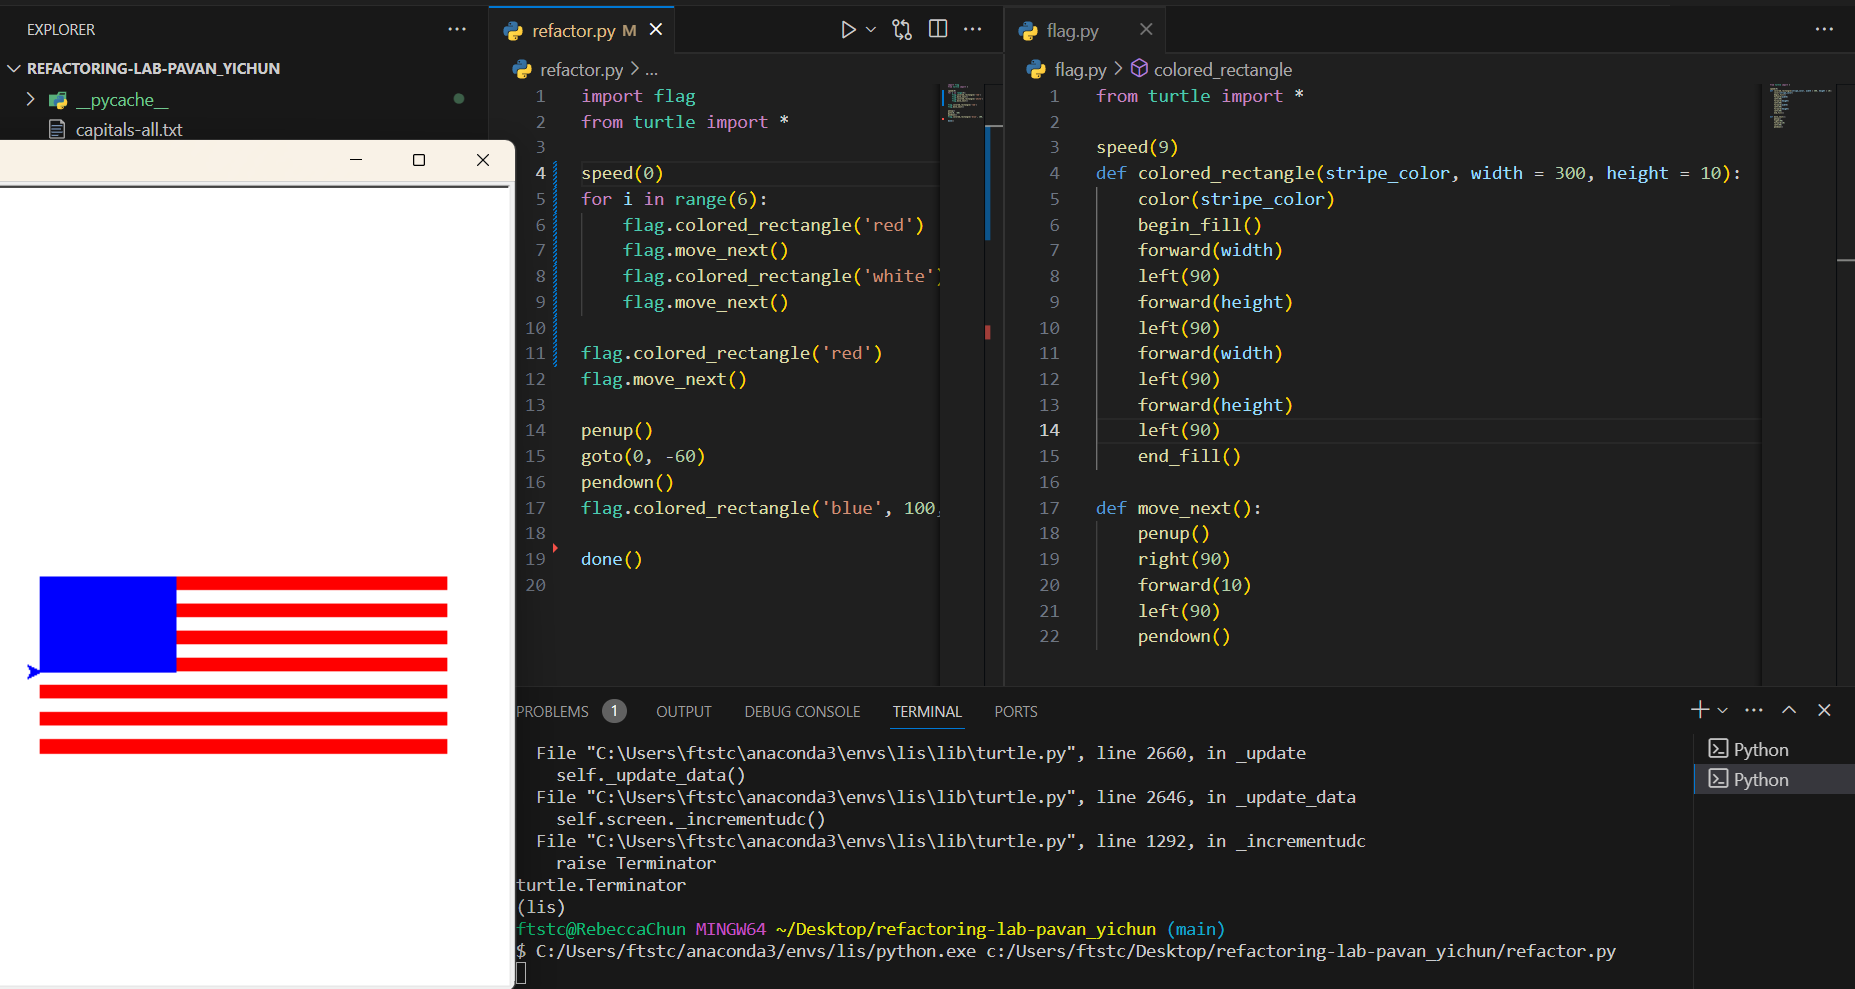 EXPLORER
REFACTORING-LAB-PAVAN_YICHUN
__pycache__
capitals-all.txt
refactor.py M
refactor.py > ...
1 import flag
2 from turtle import *
3
4 speed(0)
5 for i in range(6):
6 flag.colored_rectangle('red')
7 flag.move_next()
8 flag.colored_rectangle('white')
9 flag.move_next()
10
11 flag.colored_rectangle('red')
12 flag.move_next()
13
14 penup()
15 goto(0, -60)
16 pendown()
17 flag.colored_rectangle('blue', 100,
18
19 done()
20
flag.py
flag.py > colored_rectangle
1 from turtle import *
2
3 speed(9)
4 def colored_rectangle(stripe_color, width = 300, height = 10):
5 color(stripe_color)
6 begin_fill()
7 forward(width)
8 left(90)
9 forward(height)
10 left(90)
11 forward(width)
12 left(90)
13 forward(height)
14 left(90)
15 end_fill()
16
17 def move_next():
18 penup()
19 right(90)
20 forward(10)
21 left(90)
22 pendown()
PROBLEMS 1 OUTPUT DEBUG CONSOLE TERMINAL PORTS
File "C:\Users\ftstc\anaconda3\envs\lis\lib\turtle.py", line 2660, in _update
self._update_data()
File "C:\Users\ftstc\anaconda3\envs\lis\lib\turtle.py", line 2646, in _update_data
self.screen._incrementudc()
File "C:\Users\ftstc\anaconda3\envs\lis\lib\turtle.py", line 1292, in _incrementudc
raise Terminator
turtle.Terminator
(lis)
ftstc@RebeccaChun MINGW64 ~/Desktop/refactoring-lab-pavan_yichun (main)
$ C:/Users/ftstc/anaconda3/envs/lis/python.exe c:/Users/ftstc/Desktop/refactoring-lab-pavan_yichun/refactor.py
Python
Python